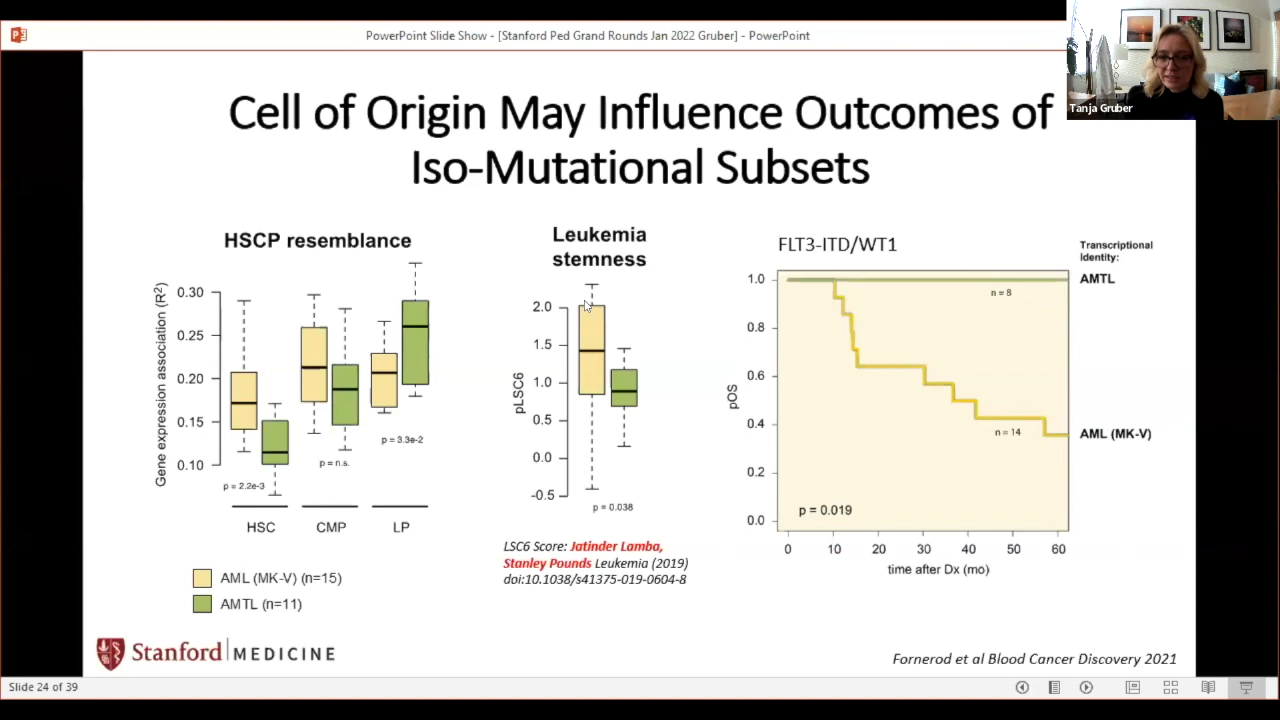 PowerPoint Slide Show - [Stanford Ped Grand Rounds Jan 2022 Gruber] - PowerPoint
Tanja Gruber
Cell of Origin May Influence Outcomes of
Iso-Mutational Subsets
HSCP resemblance
Gene expression association (R2)
0.30
0.25
0.20
0.15
0.10
p = 2.2e-3
p = n.s.
p = 3.3e-2
HSC
CMP
LP
AML (MK-V) (n=15)
AMTL (n=11)
Leukemia
stemness
pLSC6
2.0
1.5
1.0
0.5
0.0
-0.5
p = 0.038
LSC6 Score: Jatinder Lamba,
Stanley Pounds Leukemia (2019)
doi:10.1038/s41375-019-0604-8
FLT3-ITD/WT1
Transcriptional
Identity:
AMTL
AML (MK-V)
pOS
1.0
0.8
0.6
0.4
0.2
0.0
n = 8
n = 14
p = 0.019
0 10 20 30 40 50 60
time after Dx (mo)
Stanford MEDICINE
Fornerod et al Blood Cancer Discovery 2021
Slide 24 of 39